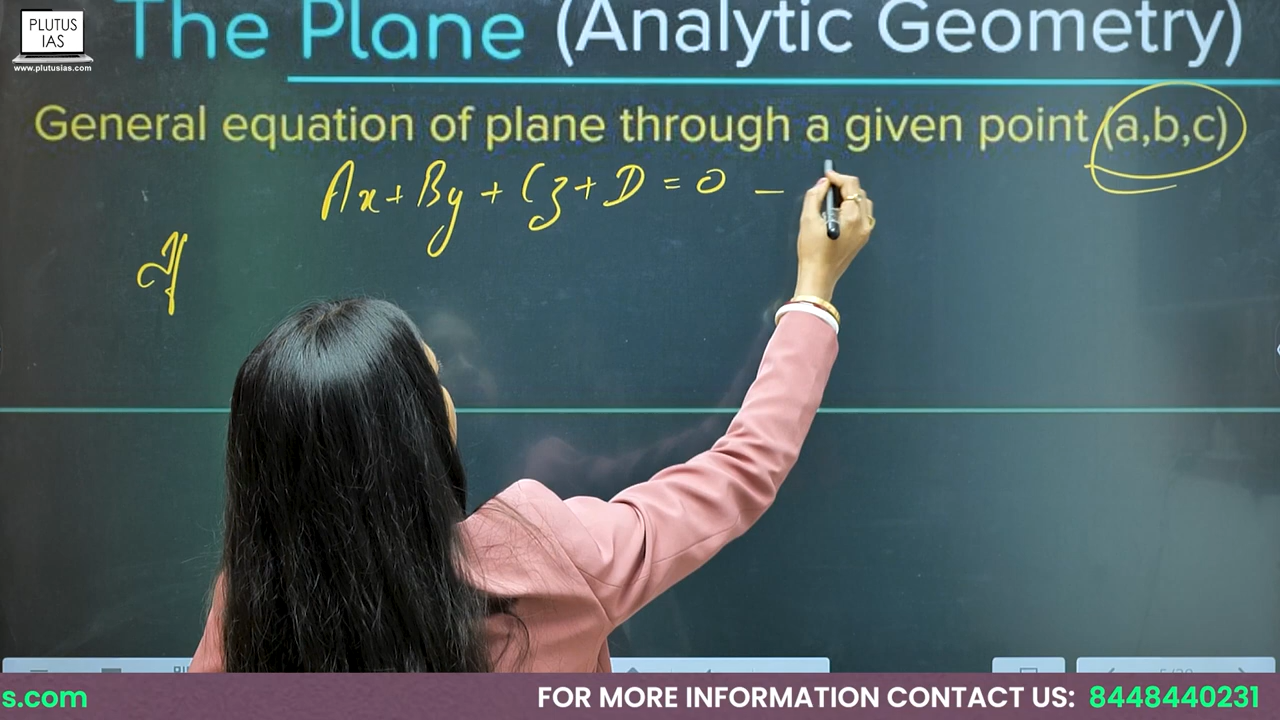 PLUTUS
IAS
www.plutusias.com
The Plane (Analytic Geometry)
General equation of plane through a given point (a,b,c)
Ax + By + Cz + D = 0 —
s.com
FOR MORE INFORMATION CONTACT US: 8448440231